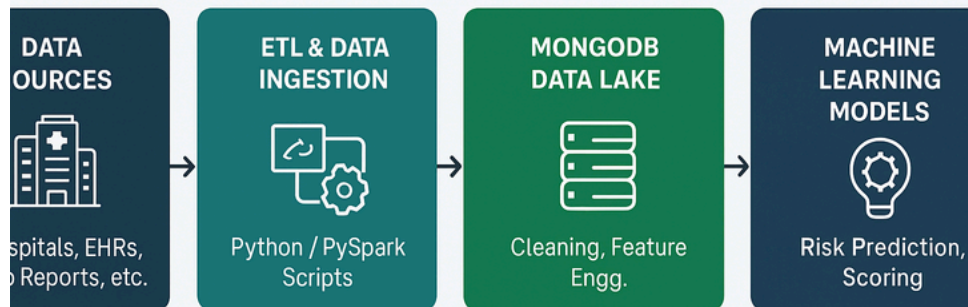 DATA
OURCES
spitals, EHRs,
Reports, etc.
ETL & DATA
INGESTION
Python / PySpark
Scripts
MONGODB
DATA LAKE
Cleaning, Feature
Engg.
MACHINE
LEARNING
MODELS
Risk Prediction,
Scoring